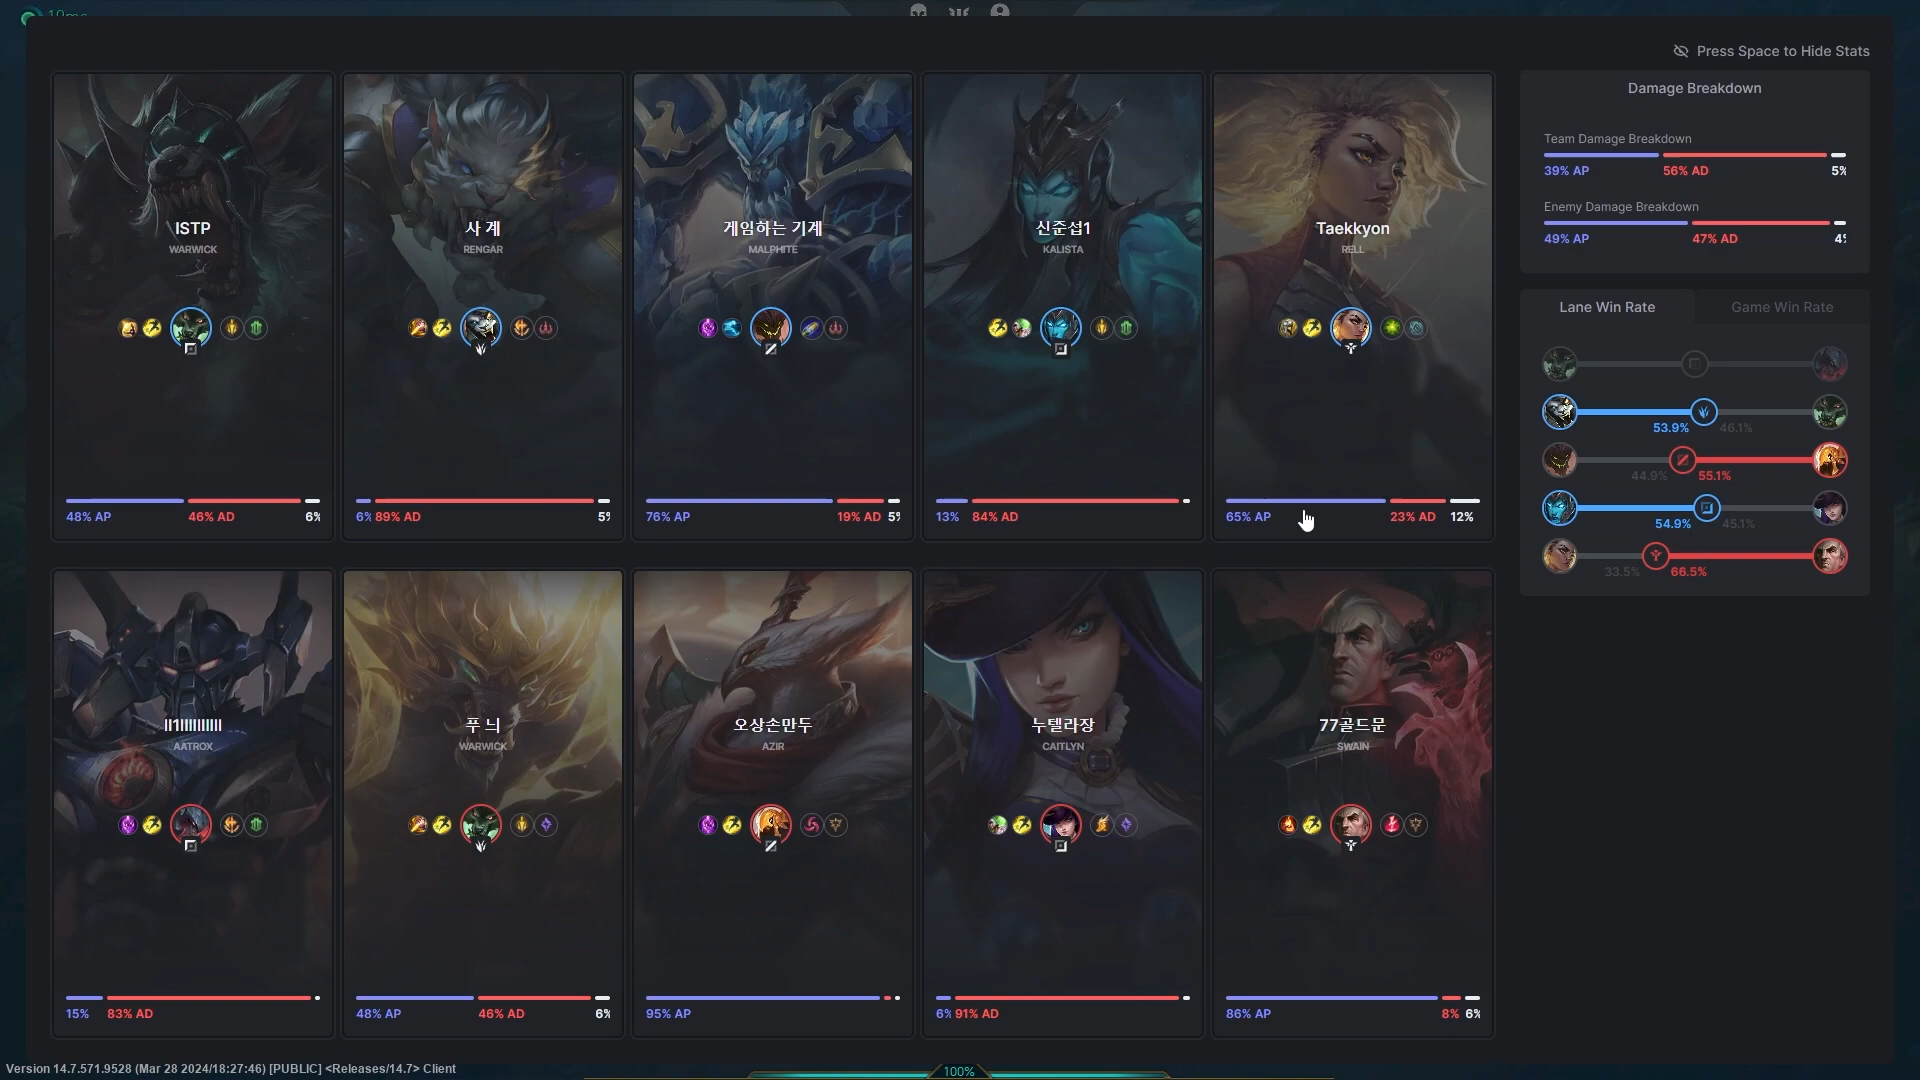 10ms
Press Space to Hide Stats
ISTP
WARWICK
48% AP 46% AD 6%
사 계
RENGAR
6% 89% AD 5%
게임하는 기계
MALPHITE
76% AP 19% AD 5%
신준섭1
KALISTA
13% 84% AD
Taekkyon
RELL
65% AP 23% AD 12%
AATROX
15% 83% AD
푸 늬
WARWICK
48% AP 46% AD 6%
오상손만두
AZIR
95% AP
누텔라장
CAITLYN
6% 91% AD
77골드문
SWAIN
86% AP 8% 6%
Damage Breakdown
Team Damage Breakdown
39% AP 56% AD 5%
Enemy Damage Breakdown
49% AP 47% AD 4%
Lane Win Rate Game Win Rate
53.9% 46.1%
44.9% 55.1%
54.9% 45.1%
33.5% 66.5%
Version 14.7.571.9528 (Mar 28 2024/18:27:46) [PUBLIC] <Releases/14.7> Client
100%